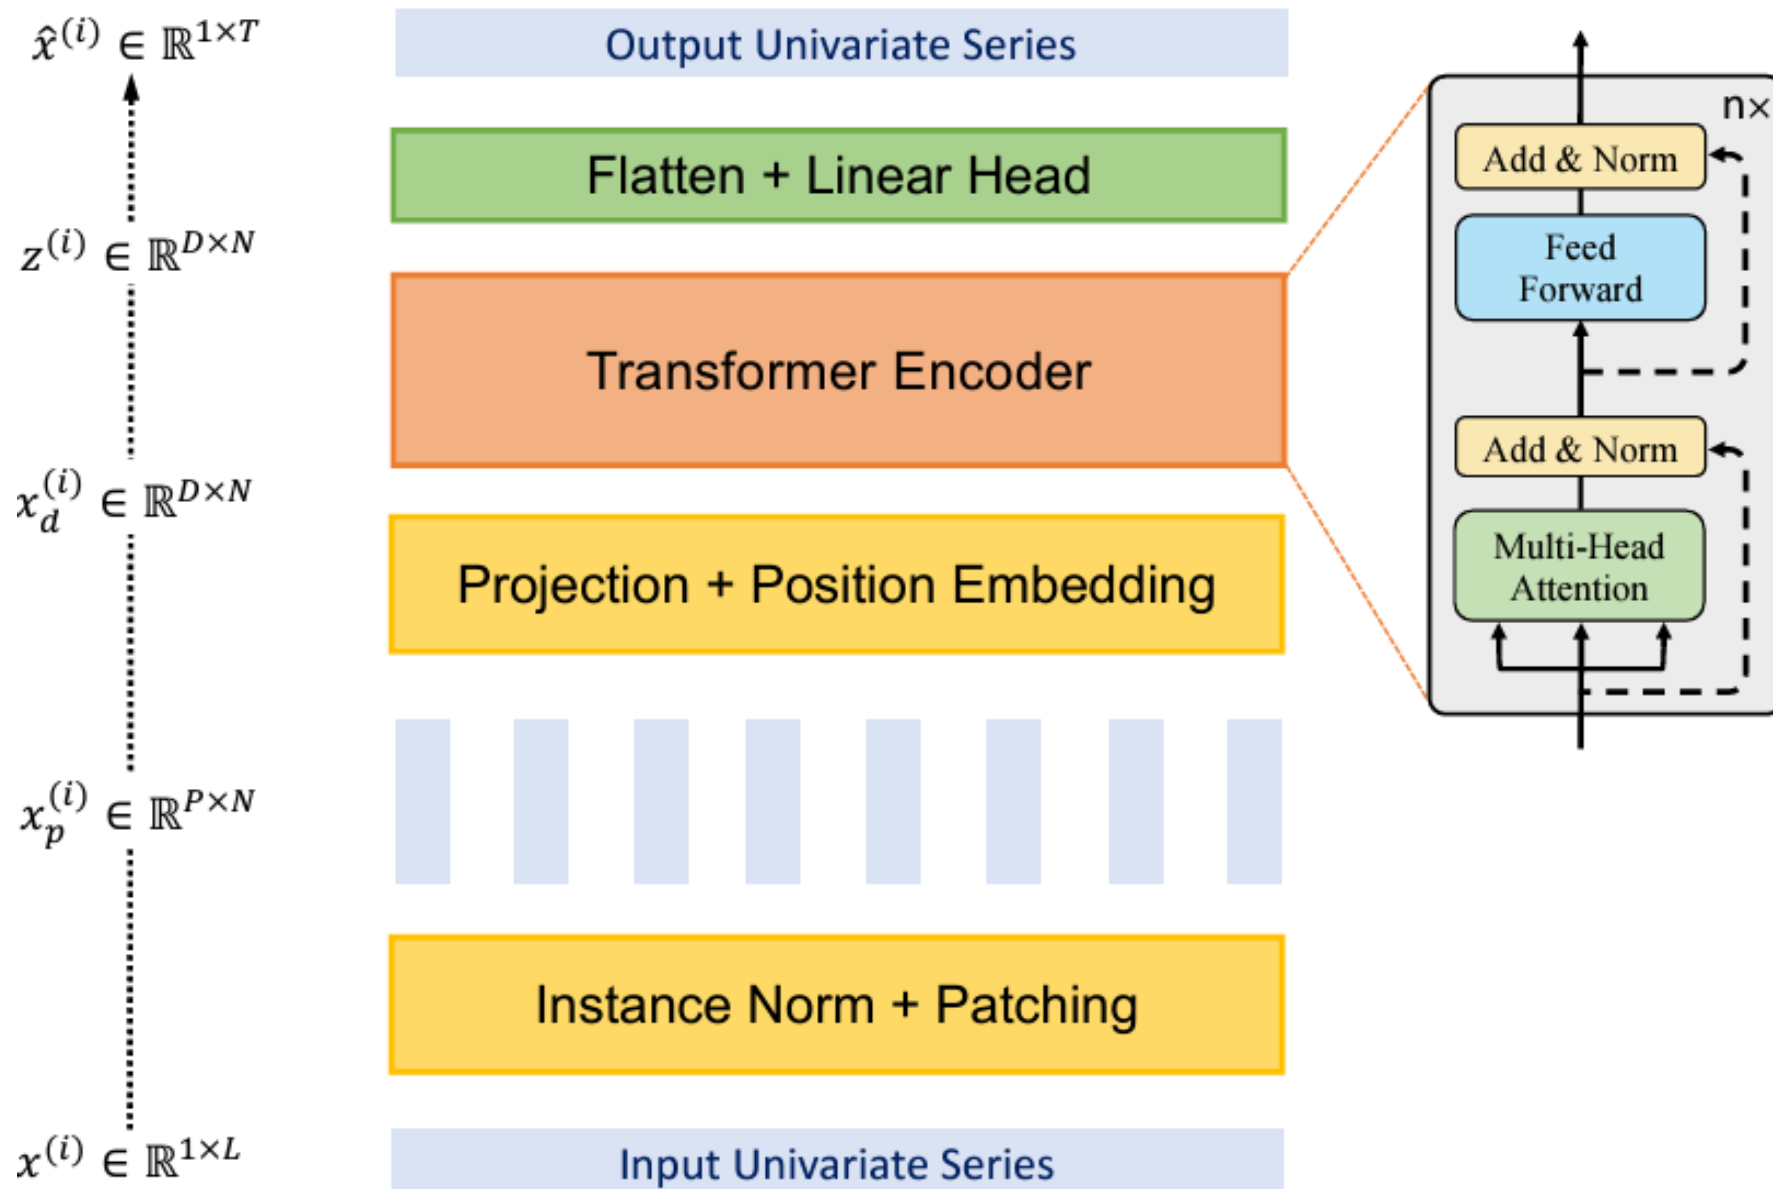 x̂^(i) ∈ ℝ^{1×T}
Output Univariate Series
n×
Add & Norm
Flatten + Linear Head
z^(i) ∈ ℝ^{D×N}
Feed
Forward
Transformer Encoder
Add & Norm
x_d^(i) ∈ ℝ^{D×N}
Multi-Head
Attention
Projection + Position Embedding
x_p^(i) ∈ ℝ^{P×N}
Instance Norm + Patching
x^(i) ∈ ℝ^{1×L}
Input Univariate Series